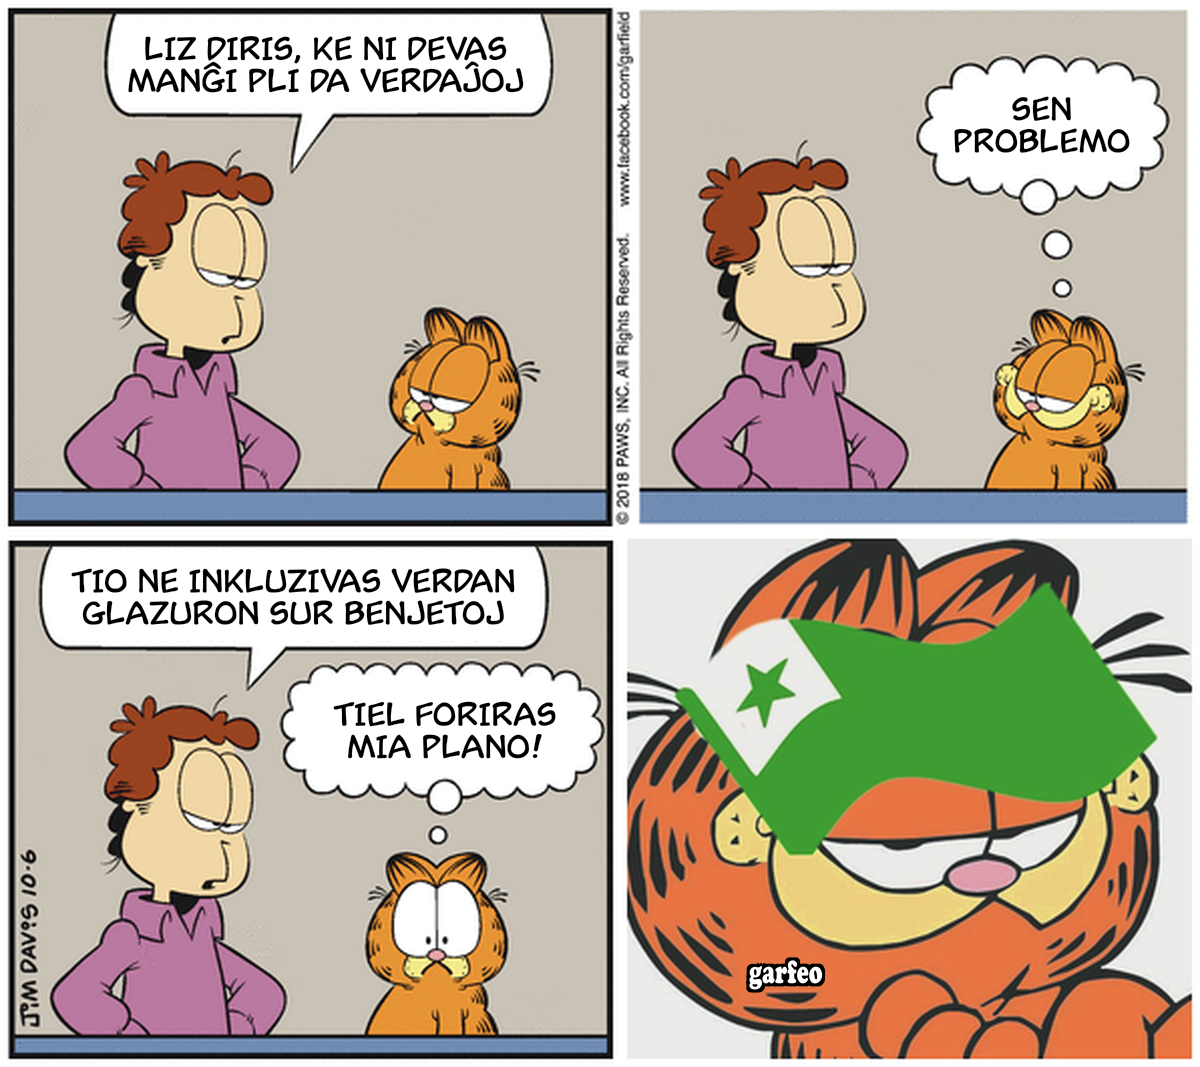 LIZ DIRIS, KE NI DEVAS
MANĜI PLI DA VERDAĴOJ
© 2018 PAWS, INC. All Rights Reserved. www.facebook.com/garfield
SEN
PROBLEMO
TIO NE INKLUZIVAS VERDAN
GLAZURON SUR BENJETOJ
TIEL FORIRAS
MIA PLANO!
JIM DAVIS 10·6
garfeo